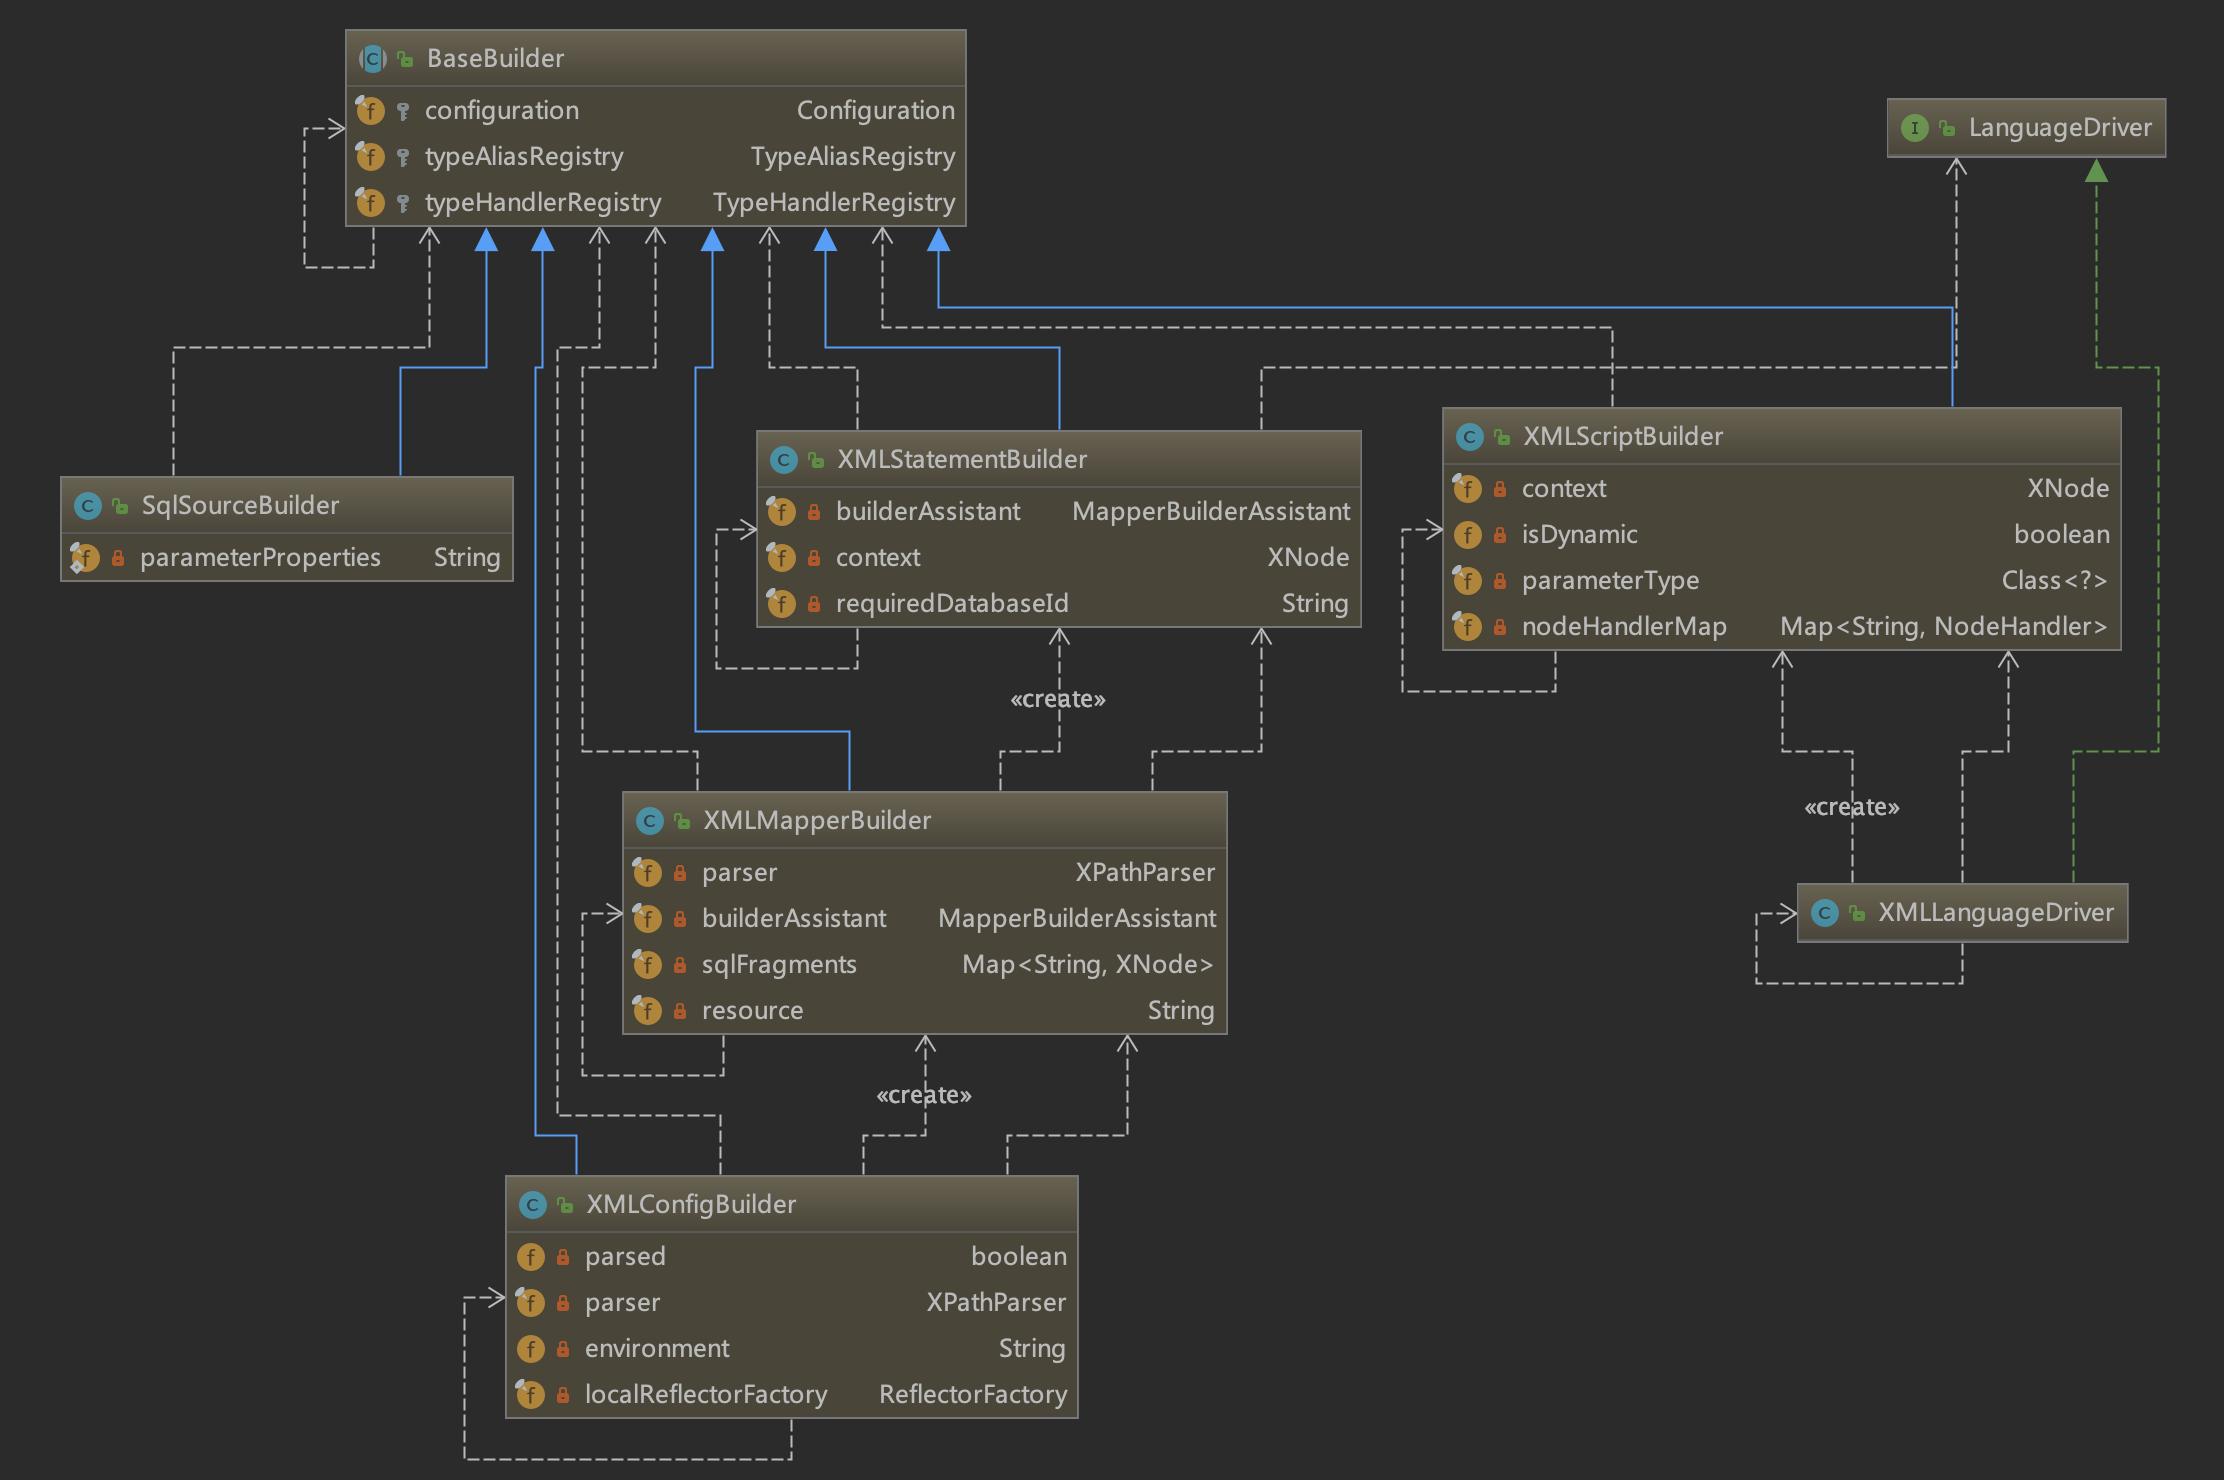 BaseBuilder
configuration Configuration
typeAliasRegistry TypeAliasRegistry
typeHandlerRegistry TypeHandlerRegistry
LanguageDriver
SqlSourceBuilder
parameterProperties String
XMLStatementBuilder
builderAssistant MapperBuilderAssistant
context XNode
requiredDatabaseId String
XMLScriptBuilder
context XNode
isDynamic boolean
parameterType Class<?>
nodeHandlerMap Map<String, NodeHandler>
«create»
«create»
XMLMapperBuilder
parser XPathParser
builderAssistant MapperBuilderAssistant
sqlFragments Map<String, XNode>
resource String
XMLLanguageDriver
«create»
XMLConfigBuilder
parsed boolean
parser XPathParser
environment String
localReflectorFactory ReflectorFactory